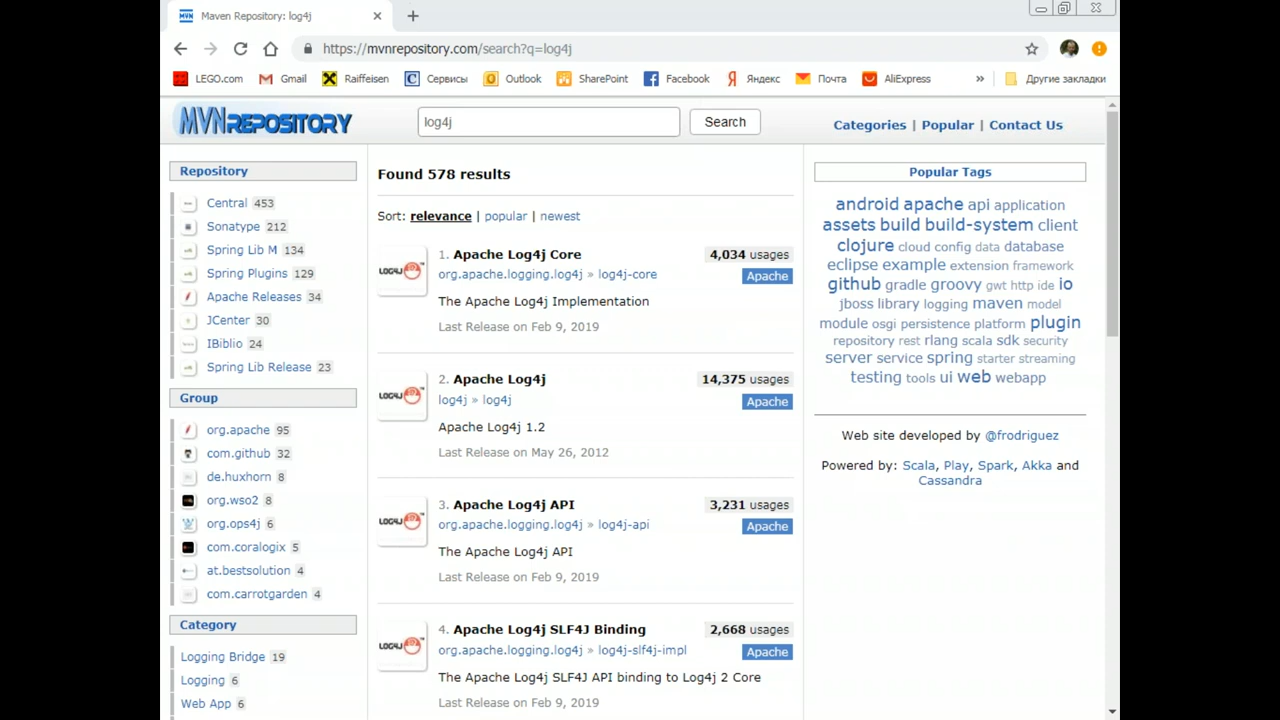 Maven Repository: log4j
https://mvnrepository.com/search?q=log4j
LEGO.com Gmail Raiffeisen Сервисы Outlook SharePoint Facebook Яндекс Почта AliExpress » Другие закладки
MVNREPOSITORY
log4j
Search
Categories | Popular | Contact Us
Repository
Central 453
Sonatype 212
Spring Lib M 134
Spring Plugins 129
Apache Releases 34
JCenter 30
IBiblio 24
Spring Lib Release 23
Group
org.apache 95
com.github 32
de.huxhorn 8
org.wso2 8
org.ops4j 6
com.coralogix 5
at.bestsolution 4
com.carrotgarden 4
Category
Logging Bridge 19
Logging 6
Web App 6
Found 578 results
Sort: relevance | popular | newest
LOG4J
1. Apache Log4j Core
4,034 usages
org.apache.logging.log4j » log4j-core
Apache
The Apache Log4j Implementation
Last Release on Feb 9, 2019
LOG4J
2. Apache Log4j
14,375 usages
log4j » log4j
Apache
Apache Log4j 1.2
Last Release on May 26, 2012
LOG4J
3. Apache Log4j API
3,231 usages
org.apache.logging.log4j » log4j-api
Apache
The Apache Log4j API
Last Release on Feb 9, 2019
LOG4J
4. Apache Log4j SLF4J Binding
2,668 usages
org.apache.logging.log4j » log4j-slf4j-impl
Apache
The Apache Log4j SLF4J API binding to Log4j 2 Core
Last Release on Feb 9, 2019
Popular Tags
android apache api application
assets build build-system client
clojure cloud config data database
eclipse example extension framework
github gradle groovy gwt http ide io
jboss library logging maven model
module osgi persistence platform plugin
repository rest rlang scala sdk security
server service spring starter streaming
testing tools ui web webapp
Web site developed by @frodriguez
Powered by: Scala, Play, Spark, Akka and
Cassandra